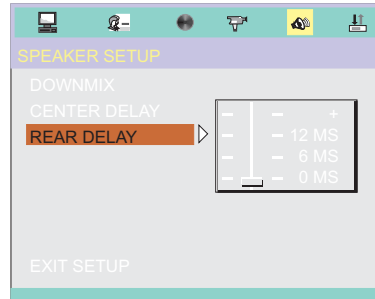 SPEAKER SETUP
DOWNMIX
CENTER DELAY
REAR DELAY
+
12 MS
6 MS
0 MS
EXIT SETUP